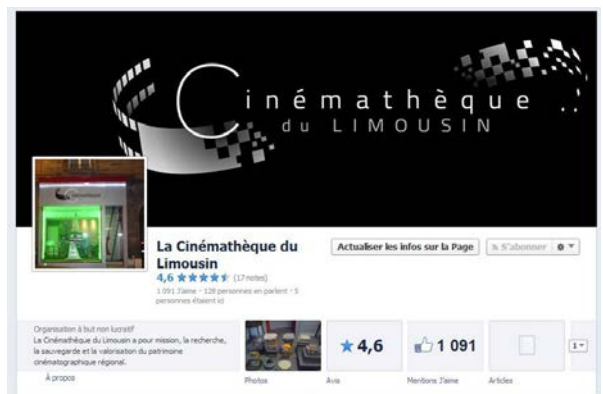 Cinémathèque
du LIMOUSIN
La Cinémathèque du
Limousin
Actualiser les infos sur la Page
S'abonner
4,6 ★★★★★ (17 notes)
1 091 J'aime · 128 personnes en parlent · 5
personnes étaient ici
Organisation à but non lucratif
La Cinémathèque du Limousin a pour mission, la recherche,
la sauvegarde et la valorisation du patrimoine
cinématographique régional.
À propos
★ 4,6
1 091
1
Photos
Avis
Mentions J'aime
Articles